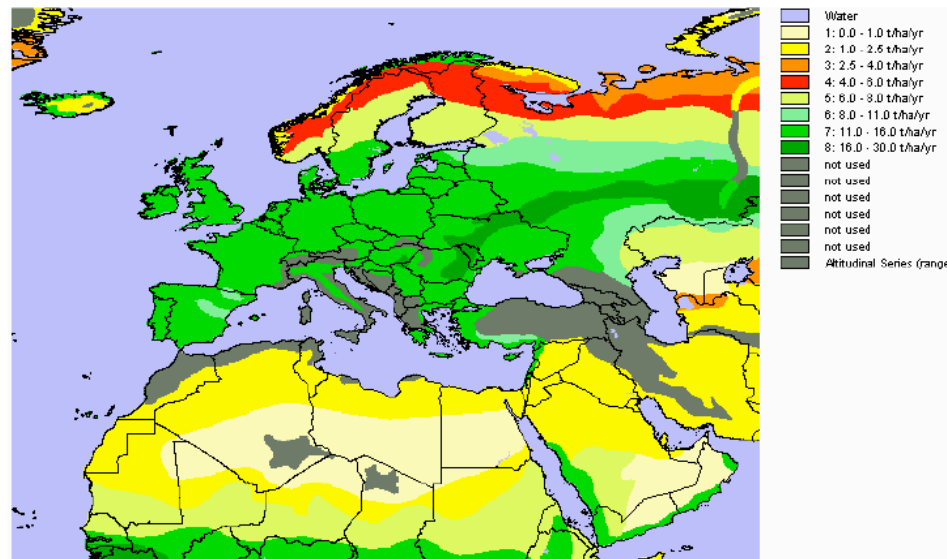 Water
1: 0.0 - 1.0 t/ha/yr
2: 1.0 - 2.5 t/ha/yr
3: 2.5 - 4.0 t/ha/yr
4: 4.0 - 6.0 t/ha/yr
5: 6.0 - 8.0 t/ha/yr
6: 8.0 - 11.0 t/ha/yr
7: 11.0 - 16.0 t/ha/yr
8: 16.0 - 30.0 t/ha/yr
not used
not used
not used
not used
not used
not used
Altitudinal Series (range